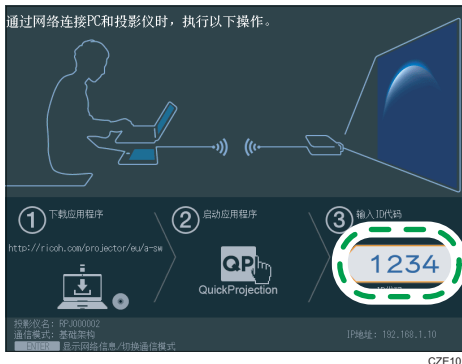 通过网络连接PC和投影仪时，执行以下操作。
1 下载应用程序
http://ricoh.com/projector/eu/a-sw
2 启动应用程序
QP
QuickProjection
3 输入ID代码
1234
投影仪名: RPJ000002
通信模式: 基础架构
ENTER 显示网络信息/切换通信模式
IP地址: 192.168.1.10
CZE10